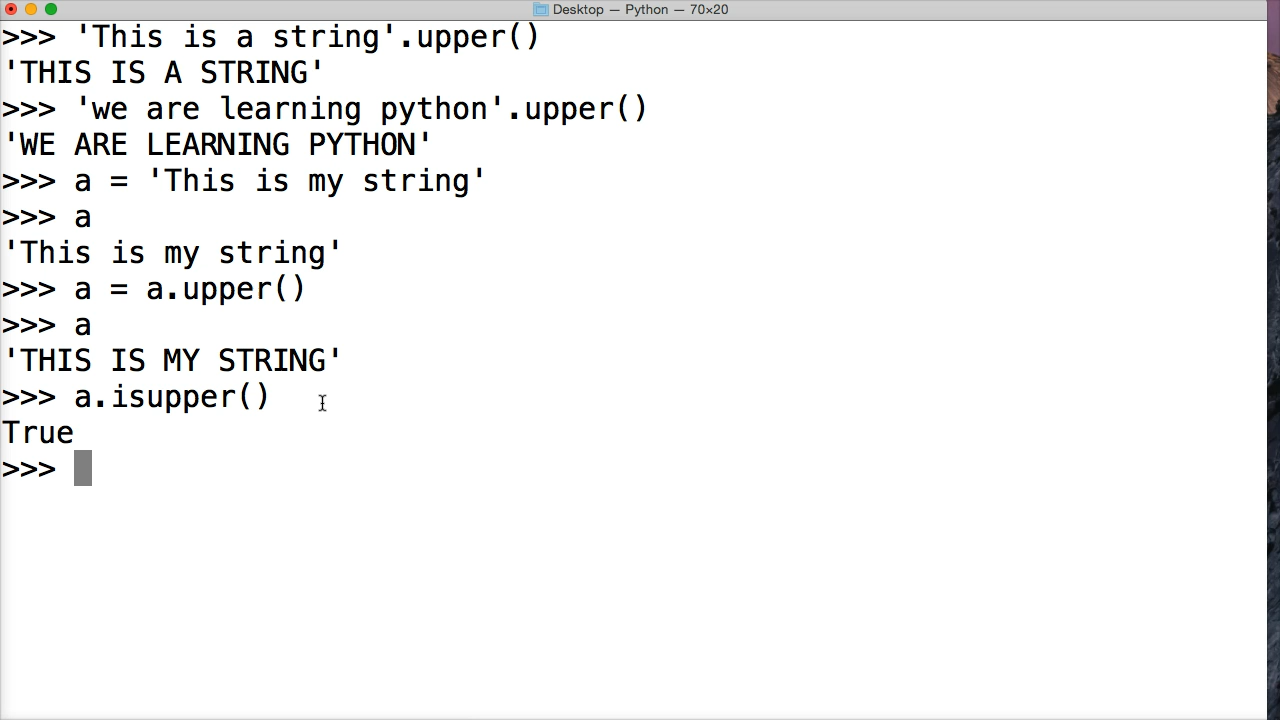 Desktop — Python — 70×20
>>> 'This is a string'.upper()
'THIS IS A STRING'
>>> 'we are learning python'.upper()
'WE ARE LEARNING PYTHON'
>>> a = 'This is my string'
>>> a
'This is my string'
>>> a = a.upper()
>>> a
'THIS IS MY STRING'
>>> a.isupper()
True
>>>